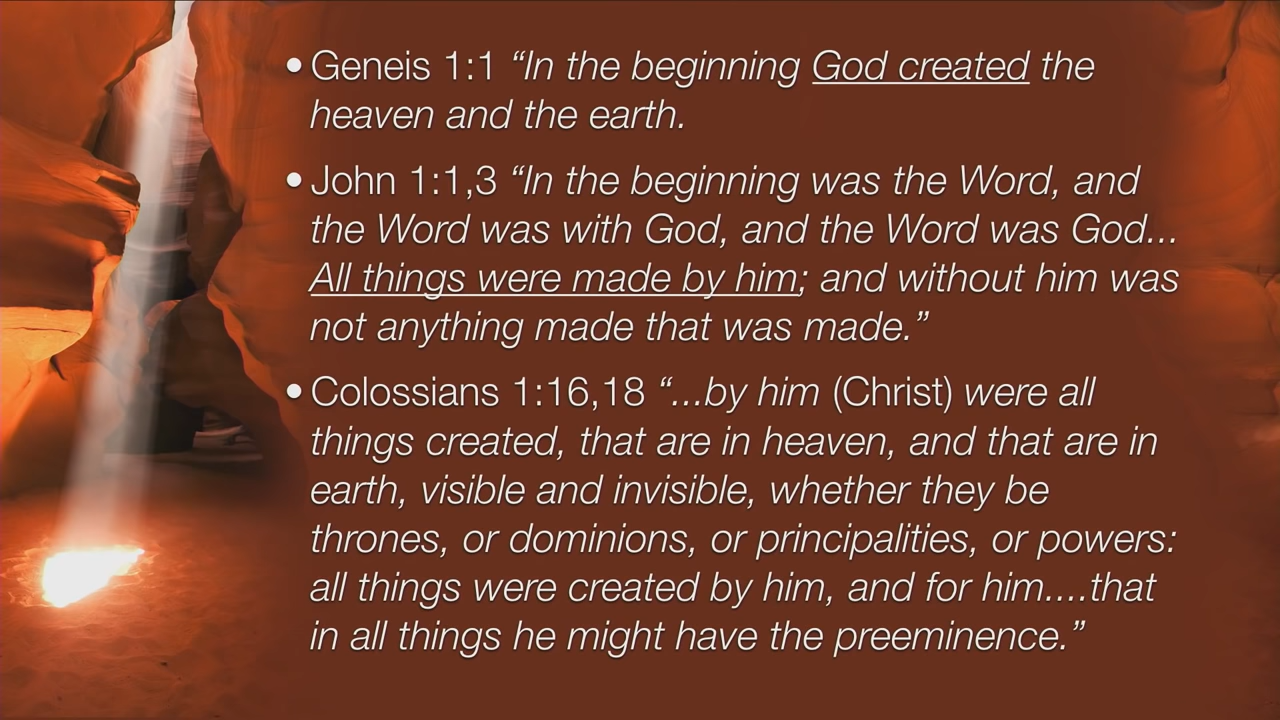 • Geneis 1:1 “In the beginning God created the
heaven and the earth.
• John 1:1,3 “In the beginning was the Word, and
the Word was with God, and the Word was God...
All things were made by him; and without him was
not anything made that was made.”
• Colossians 1:16,18 “...by him (Christ) were all
things created, that are in heaven, and that are in
earth, visible and invisible, whether they be
thrones, or dominions, or principalities, or powers:
all things were created by him, and for him....that
in all things he might have the preeminence.”